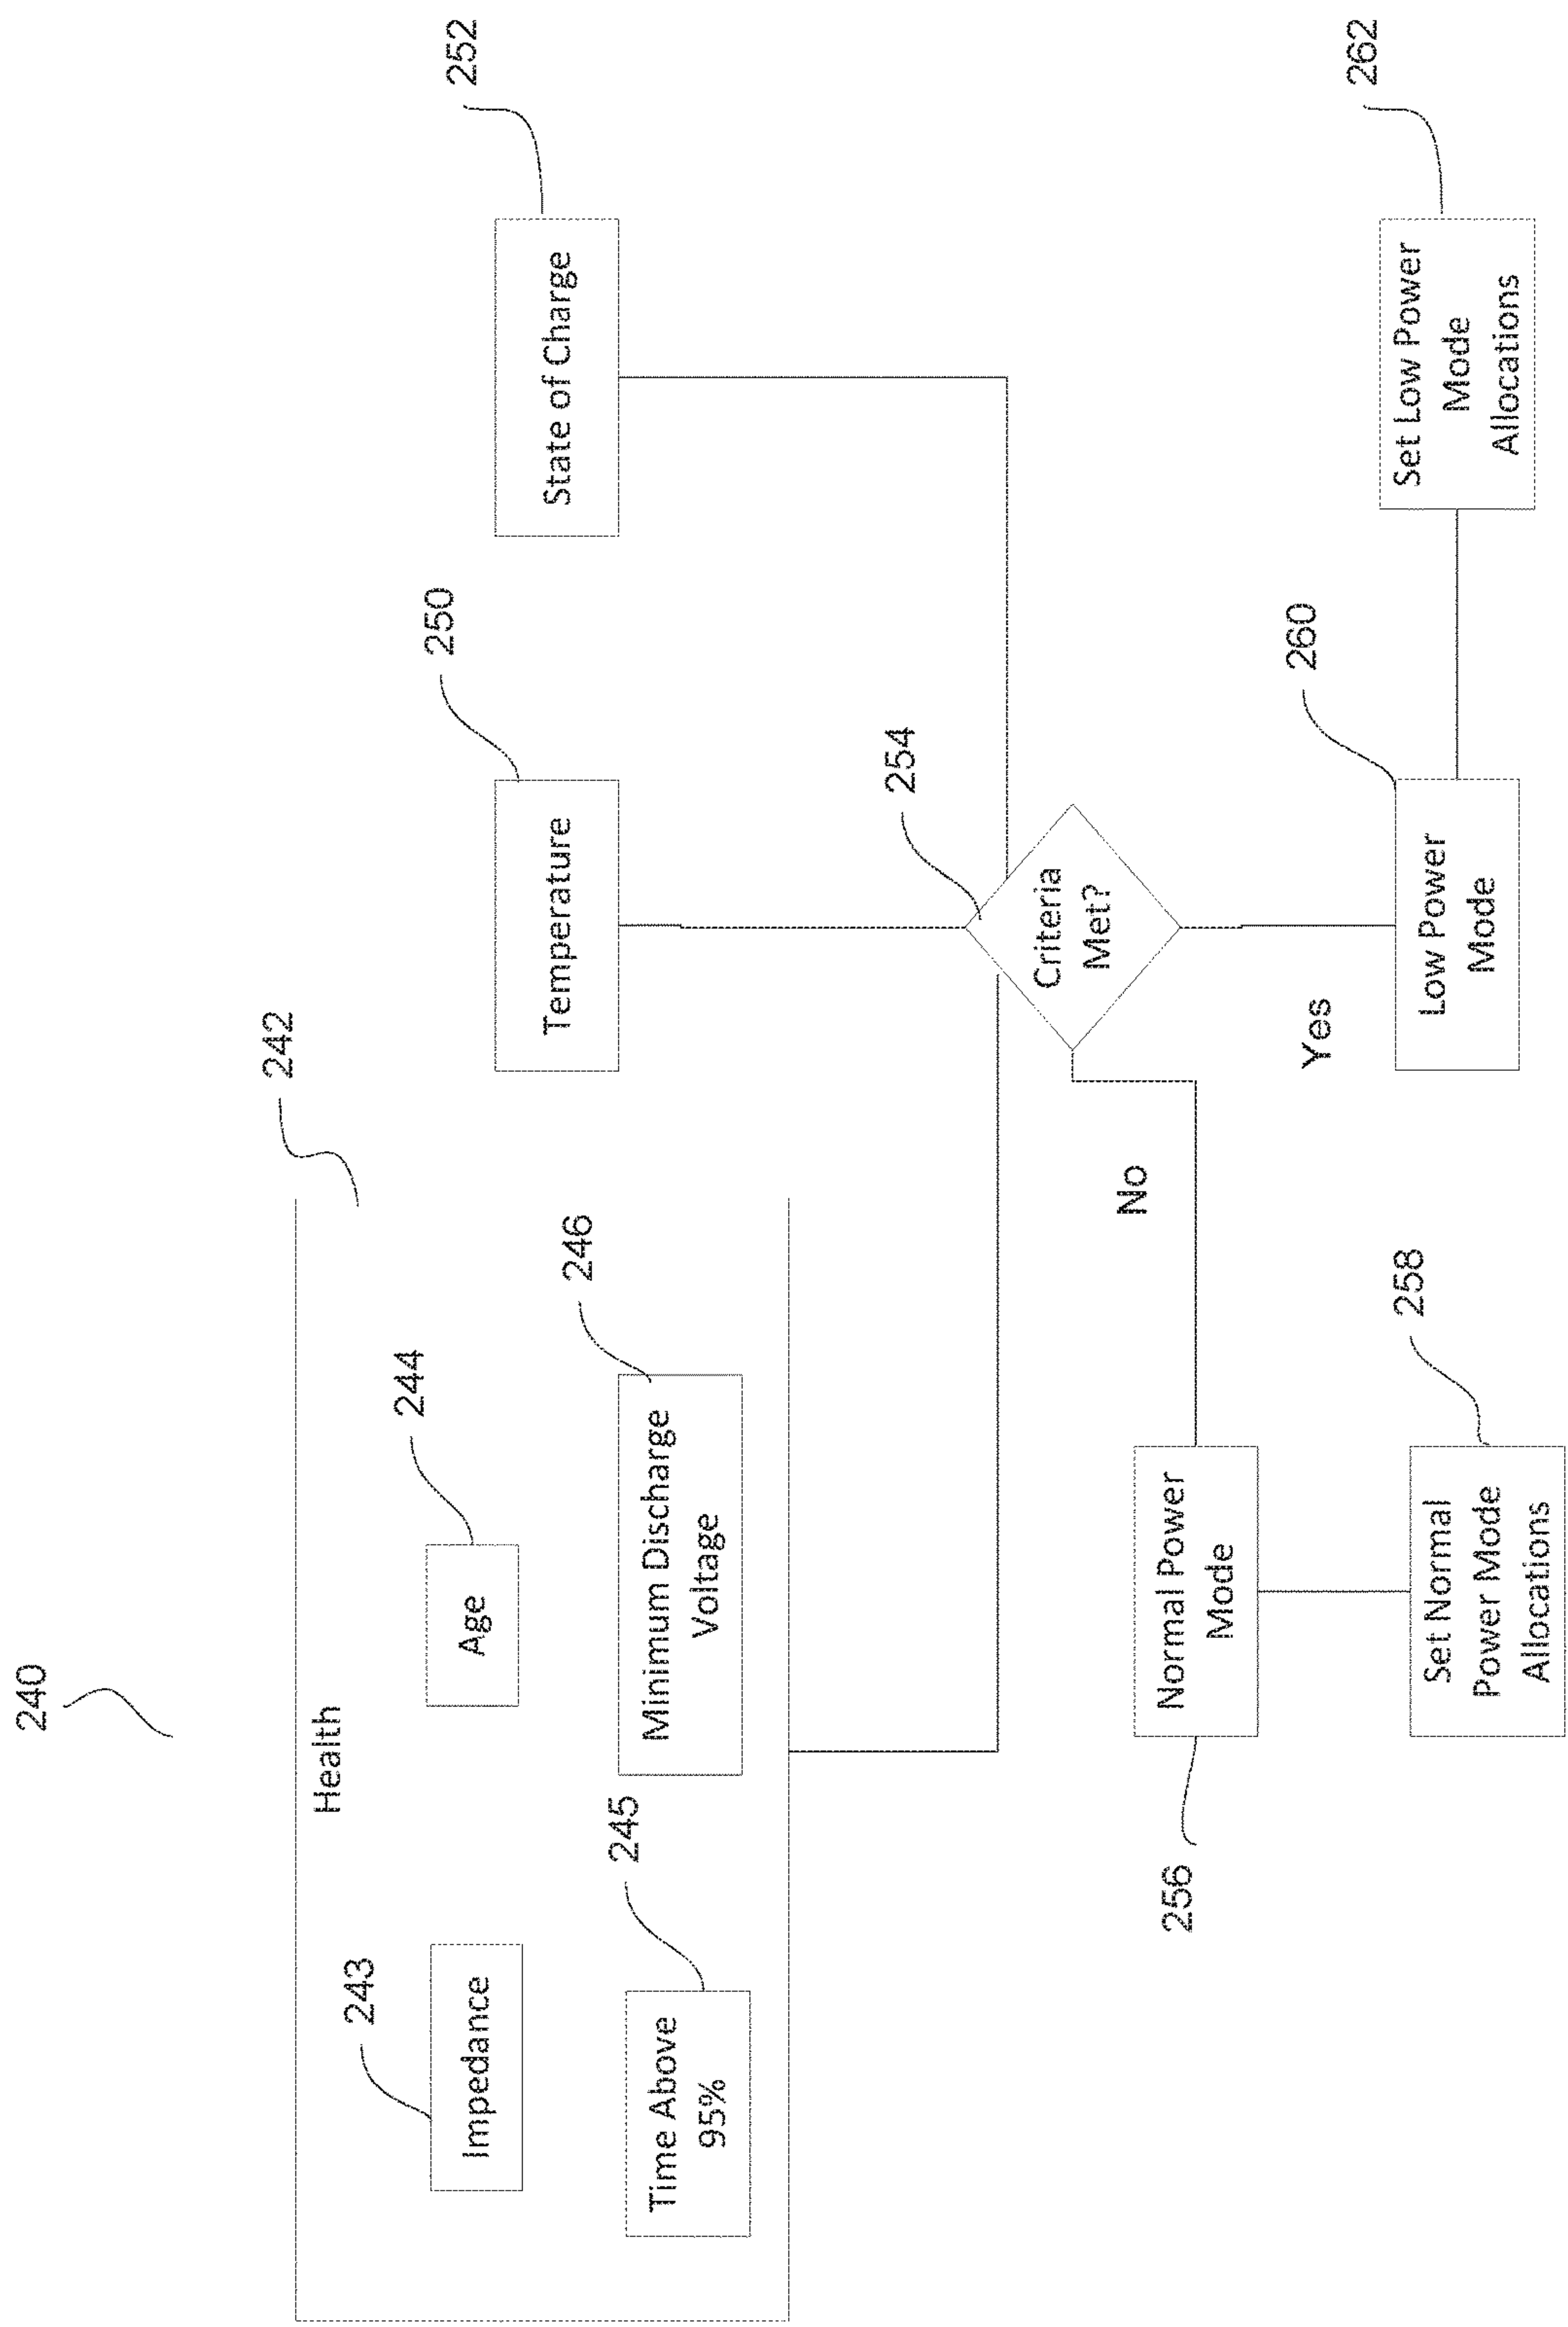 240
242
Health
243
Impedance
244
Age
245
Time Above
95%
246
Minimum Discharge
Voltage
250
Temperature
252
State of Charge
254
Criteria
Met?
No
Yes
256
Normal Power
Mode
258
Set Normal
Power Mode
Allocations
260
Low Power
Mode
262
Set Low Power
Mode
Allocations